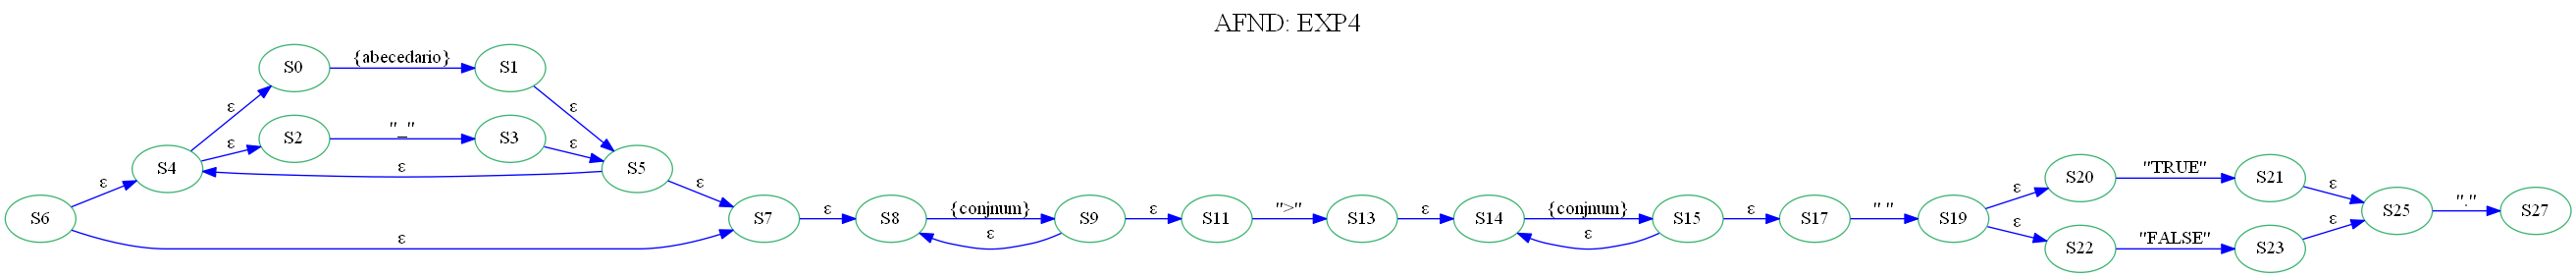 AFND: EXP4
S0 {abecedario} S1
ε ε
S2 "_" S3
ε ε
S4 ε S5
ε ε
S6 ε S7 ε S8 {conjnum} S9 ε S11 ">" S13 ε S14 {conjnum} S15 ε S17 " " S19
ε ε
ε S20 "TRUE" S21 ε
ε S22 "FALSE" S23 ε
S25 "." S27